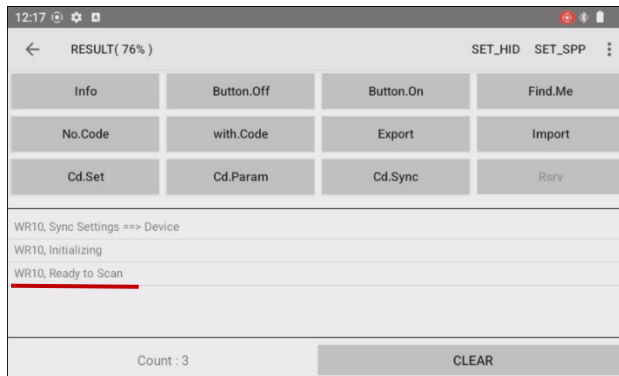 12:17
RESULT( 76% ) SET_HID SET_SPP
Info Button.Off Button.On Find.Me
No.Code with.Code Export Import
Cd.Set Cd.Param Cd.Sync Rsrv
WR10, Sync Settings ==> Device
WR10, Initializing
WR10, Ready to Scan
Count : 3 CLEAR